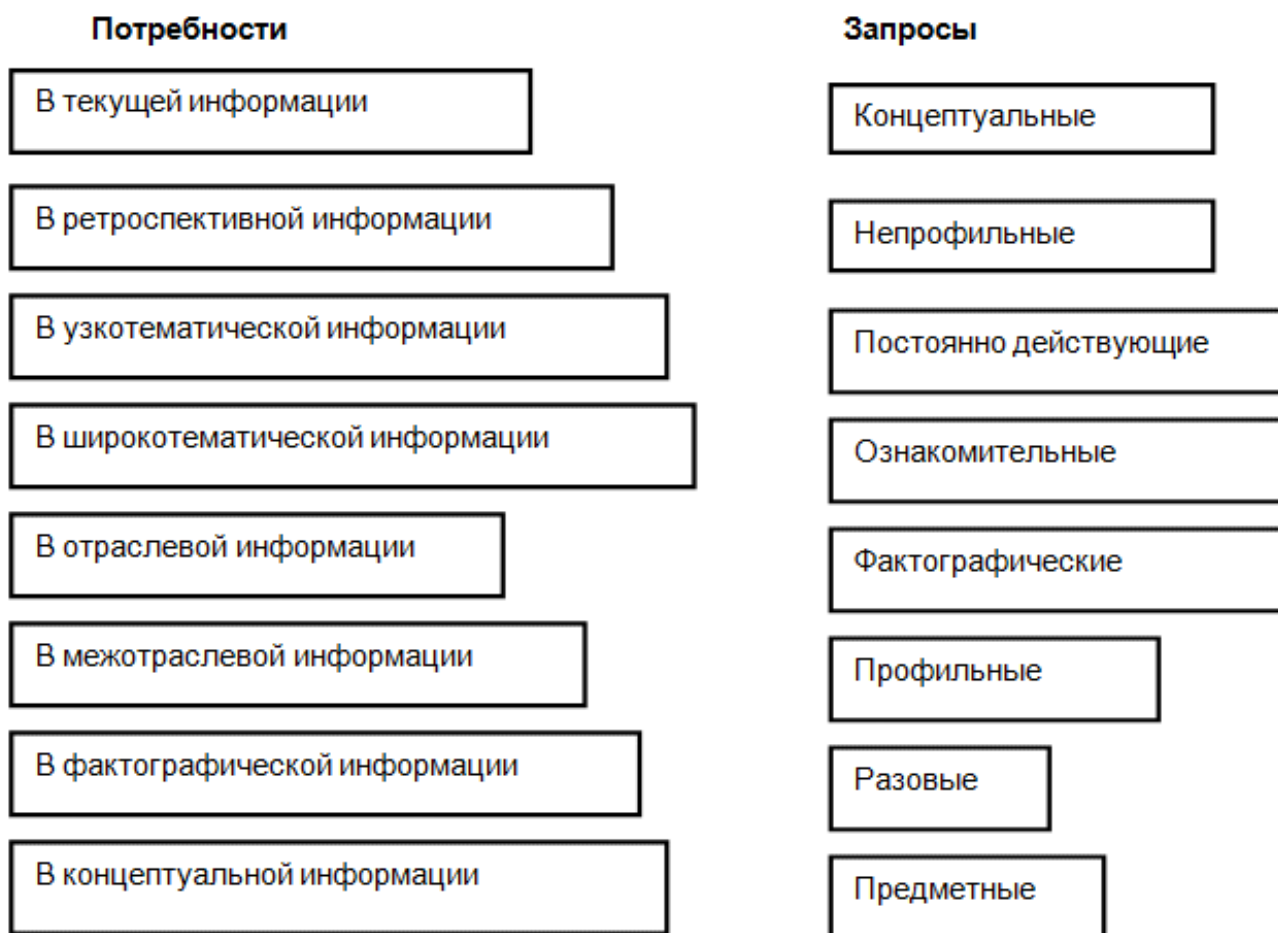 Потребности
Запросы
В текущей информации
Концептуальные
В ретроспективной информации
Непрофильные
В узкотематической информации
Постоянно действующие
В широкотематической информации
Ознакомительные
В отраслевой информации
Фактографические
В межотраслевой информации
Профильные
В фактографической информации
Разовые
В концептуальной информации
Предметные